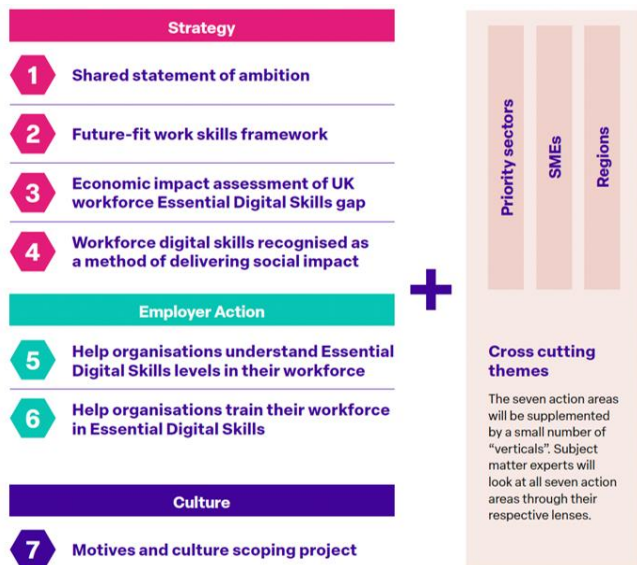 Strategy
1
Shared statement of ambition
2
Future-fit work skills framework
3
Economic impact assessment of UK
workforce Essential Digital Skills gap
4
Workforce digital skills recognised as
a method of delivering social impact
Employer Action
5
Help organisations understand Essential
Digital Skills levels in their workforce
6
Help organisations train their workforce
in Essential Digital Skills
Culture
7
Motives and culture scoping project
+
Priority sectors
SMEs
Regions
Cross cutting
themes
The seven action areas
will be supplemented
by a small number of
“verticals”. Subject
matter experts will
look at all seven action
areas through their
respective lenses.